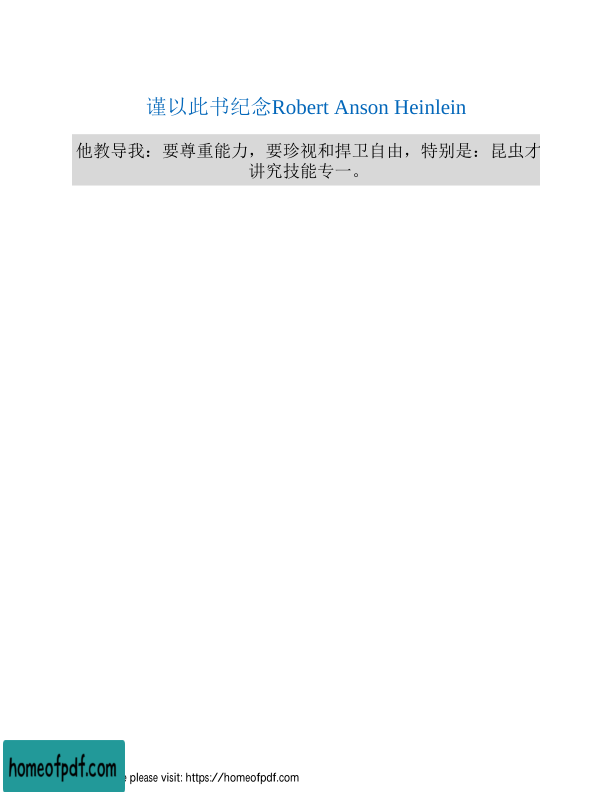 谨以此书纪念Robert Anson Heinlein
他教导我：要尊重能力，要珍视和捍卫自由，特别是：昆虫才
讲究技能专一。
homeofpdf.com
please visit: https://homeofpdf.com